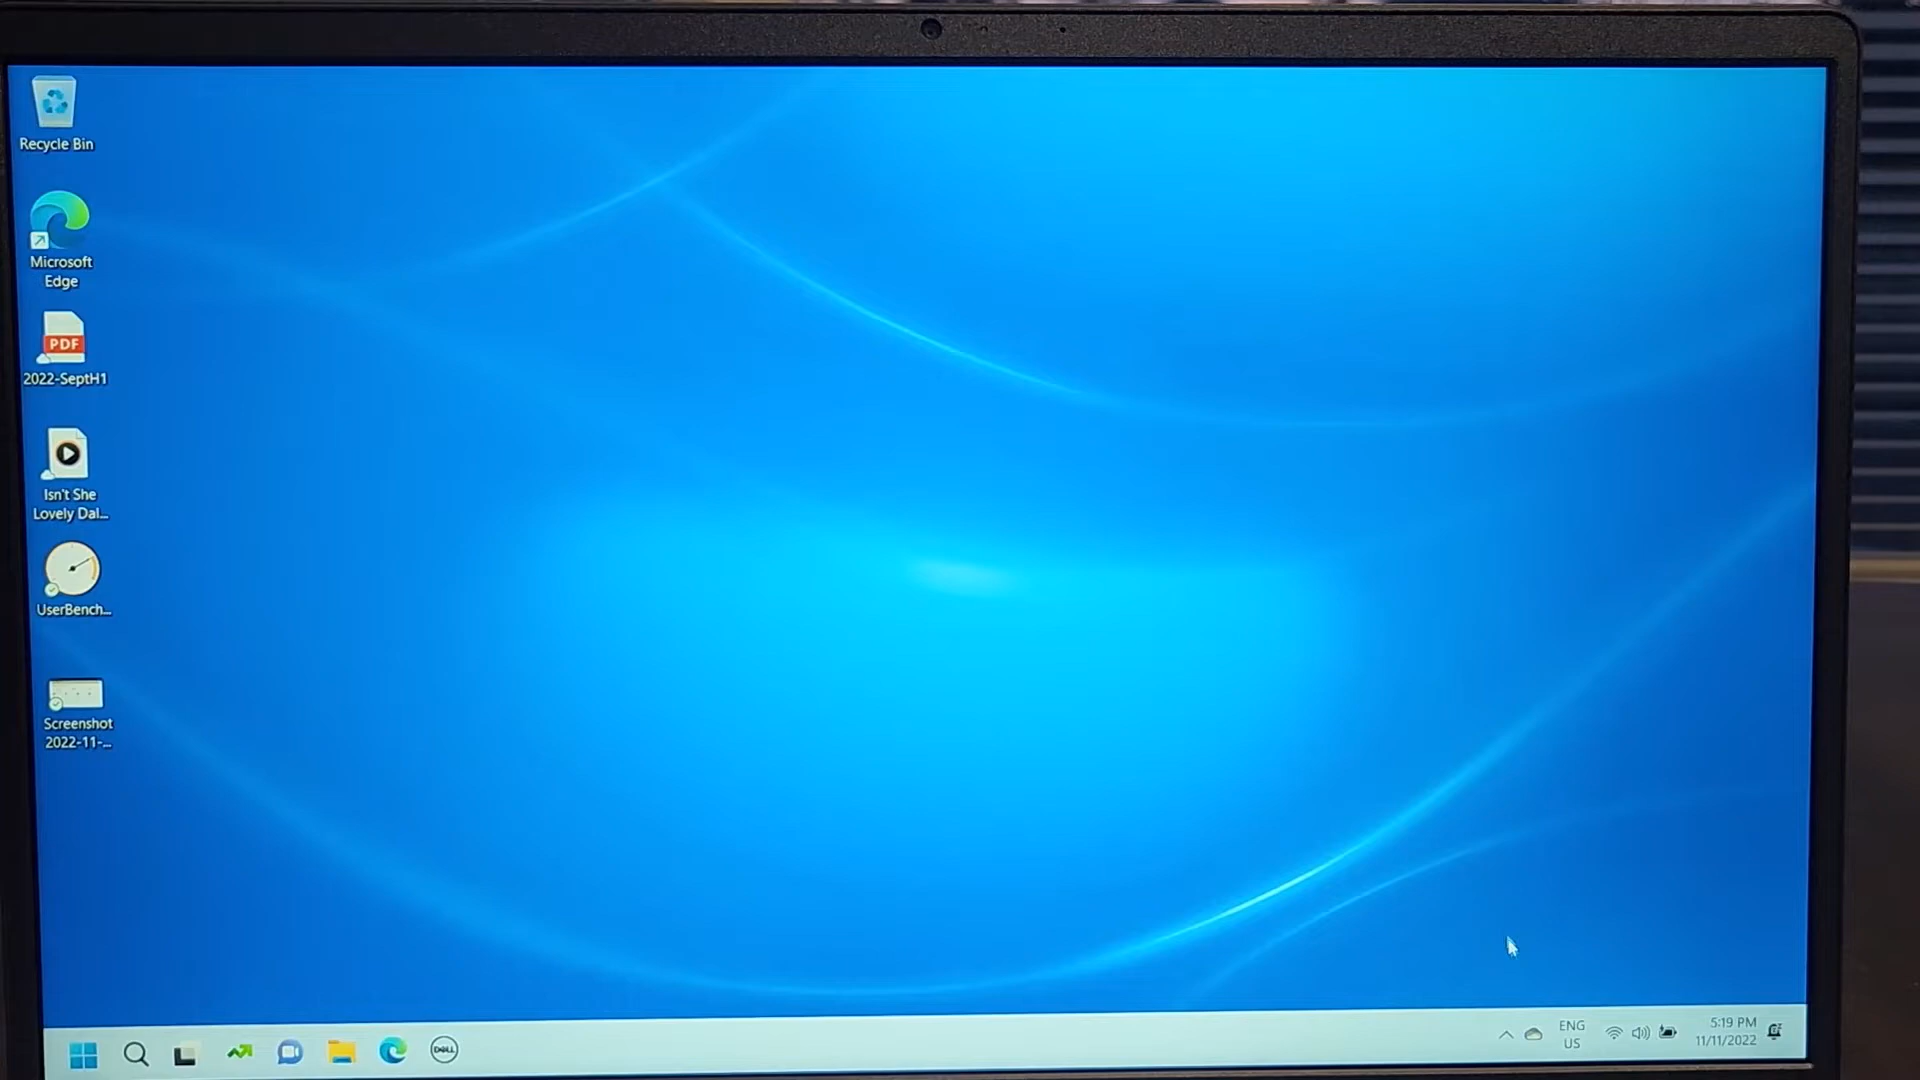 Recycle Bin
Microsoft
Edge
PDF
2022-SeptH1
Isn't She
Lovely Dal...
UserBench...
Screenshot
2022-11-...
DELL
ENG
US
5:19 PM
11/11/2022